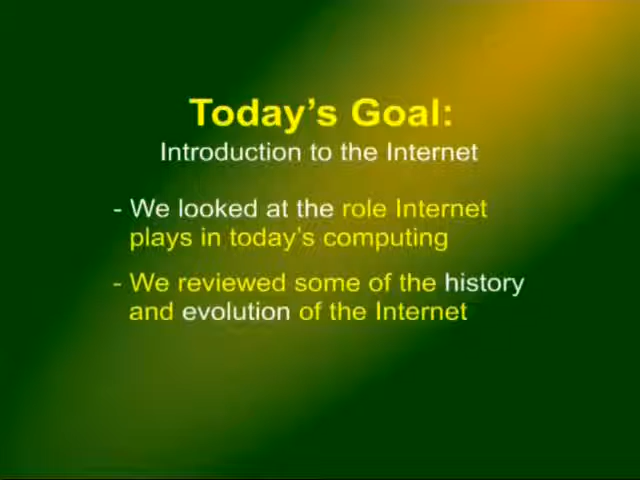 Today's Goal:
Introduction to the Internet
- We looked at the role Internet
plays in today's computing
- We reviewed some of the history
and evolution of the Internet